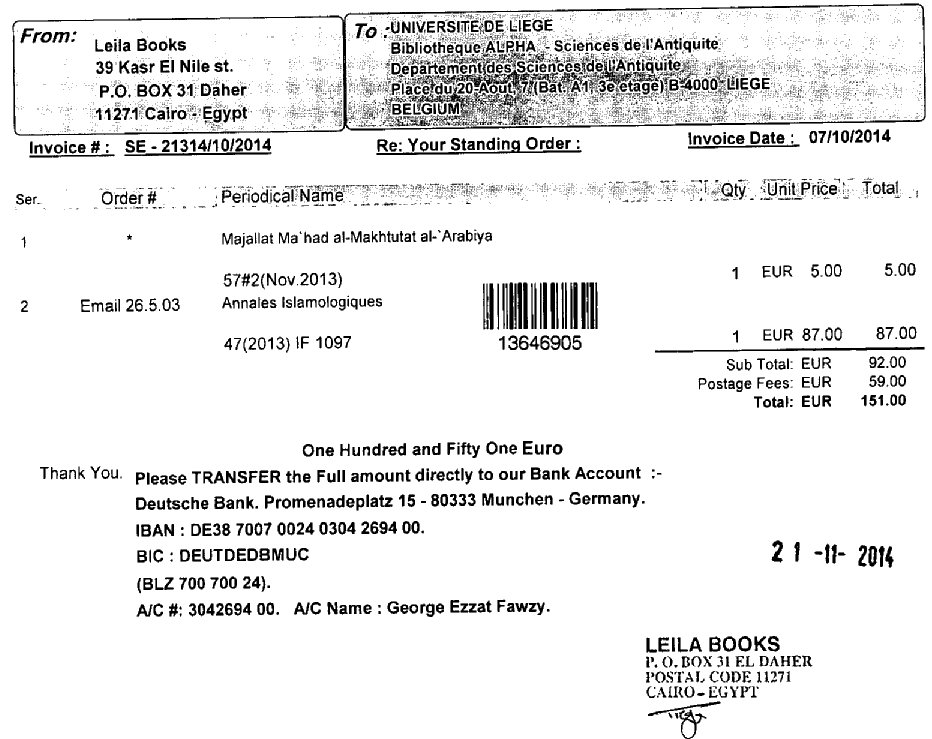 From:
Leila Books
39 Kasr El Nile st.
P.O. BOX 31 Daher
11271 Cairo - Egypt
To :-UNIVERSITE DE LIEGE
Bibliotheque ALPHA - Sciences de l'Antiquite
Departement des Sciences de l'Antiquite
Place du 20-Aout, 7 (Bat. A1, 3e etage) B-4000 LIEGE
BELGIUM
Invoice # : SE - 21314/10/2014 Re: Your Standing Order : Invoice Date : 07/10/2014
Ser. Order # Periodical Name Qty Unit Price Total
1 * Majallat Ma`had al-Makhtutat al-`Arabiya
57#2(Nov.2013) 1 EUR 5.00 5.00
2 Email 26.5.03 Annales Islamologiques
47(2013) IF 1097 1 EUR 87.00 87.00
13646905
Sub Total: EUR 92.00
Postage Fees: EUR 59.00
Total: EUR 151.00
One Hundred and Fifty One Euro
Thank You. Please TRANSFER the Full amount directly to our Bank Account :-
Deutsche Bank. Promenadeplatz 15 - 80333 Munchen - Germany.
IBAN : DE38 7007 0024 0304 2694 00.
BIC : DEUTDEDBMUC
(BLZ 700 700 24).
A/C #: 3042694 00. A/C Name : George Ezzat Fawzy.
21 -11- 2014
LEILA BOOKS
P. O. BOX 31 EL DAHER
POSTAL CODE 11271
CAIRO - EGYPT